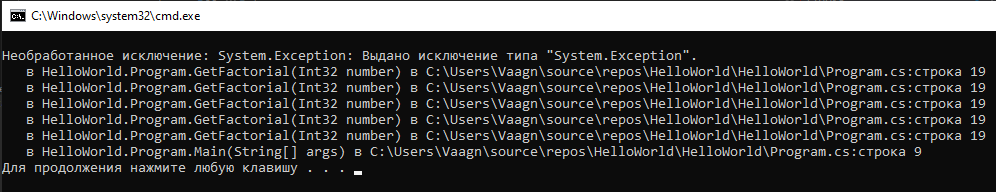 C:\Windows\system32\cmd.exe
Необработанное исключение: System.Exception: Выдано исключение типа "System.Exception".
в HelloWorld.Program.GetFactorial(Int32 number) в C:\Users\Vaagn\source\repos\HelloWorld\HelloWorld\Program.cs:строка 19
в HelloWorld.Program.GetFactorial(Int32 number) в C:\Users\Vaagn\source\repos\HelloWorld\HelloWorld\Program.cs:строка 19
в HelloWorld.Program.GetFactorial(Int32 number) в C:\Users\Vaagn\source\repos\HelloWorld\HelloWorld\Program.cs:строка 19
в HelloWorld.Program.GetFactorial(Int32 number) в C:\Users\Vaagn\source\repos\HelloWorld\HelloWorld\Program.cs:строка 19
в HelloWorld.Program.GetFactorial(Int32 number) в C:\Users\Vaagn\source\repos\HelloWorld\HelloWorld\Program.cs:строка 19
в HelloWorld.Program.Main(String[] args) в C:\Users\Vaagn\source\repos\HelloWorld\HelloWorld\Program.cs:строка 9
Для продолжения нажмите любую клавишу . . .